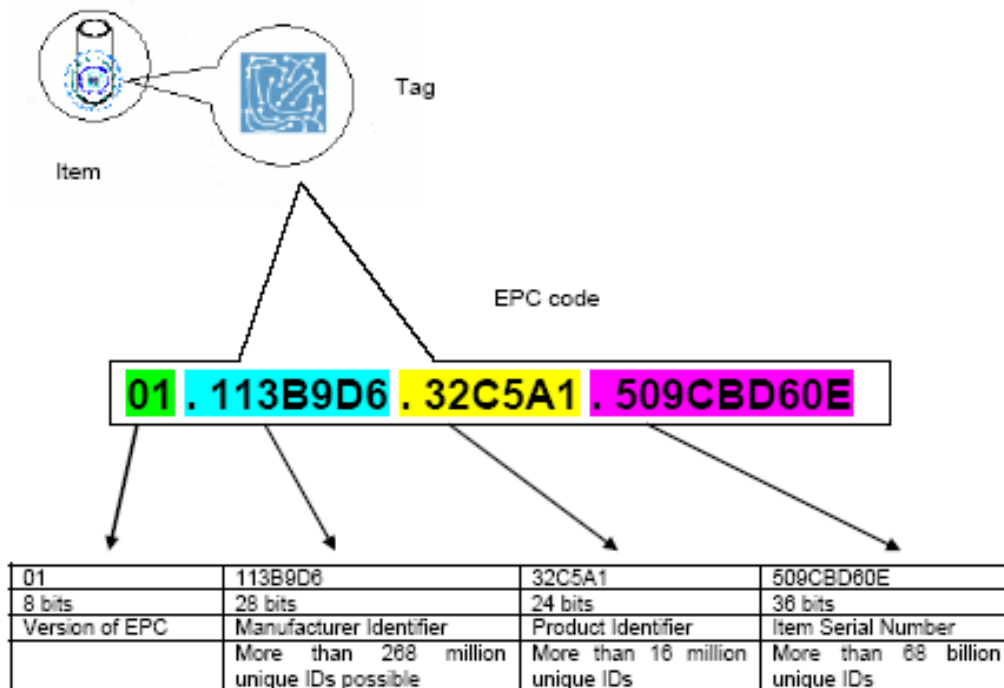 Tag
Item
EPC code
01 . 113B9D6 . 32C5A1 . 509CBD60E
01 113B9D6 32C5A1 509CBD60E
8 bits 28 bits 24 bits 36 bits
Version of EPC Manufacturer Identifier Product Identifier Item Serial Number
More than 268 million More than 16 million More than 68 billion
unique IDs possible unique IDs unique IDs